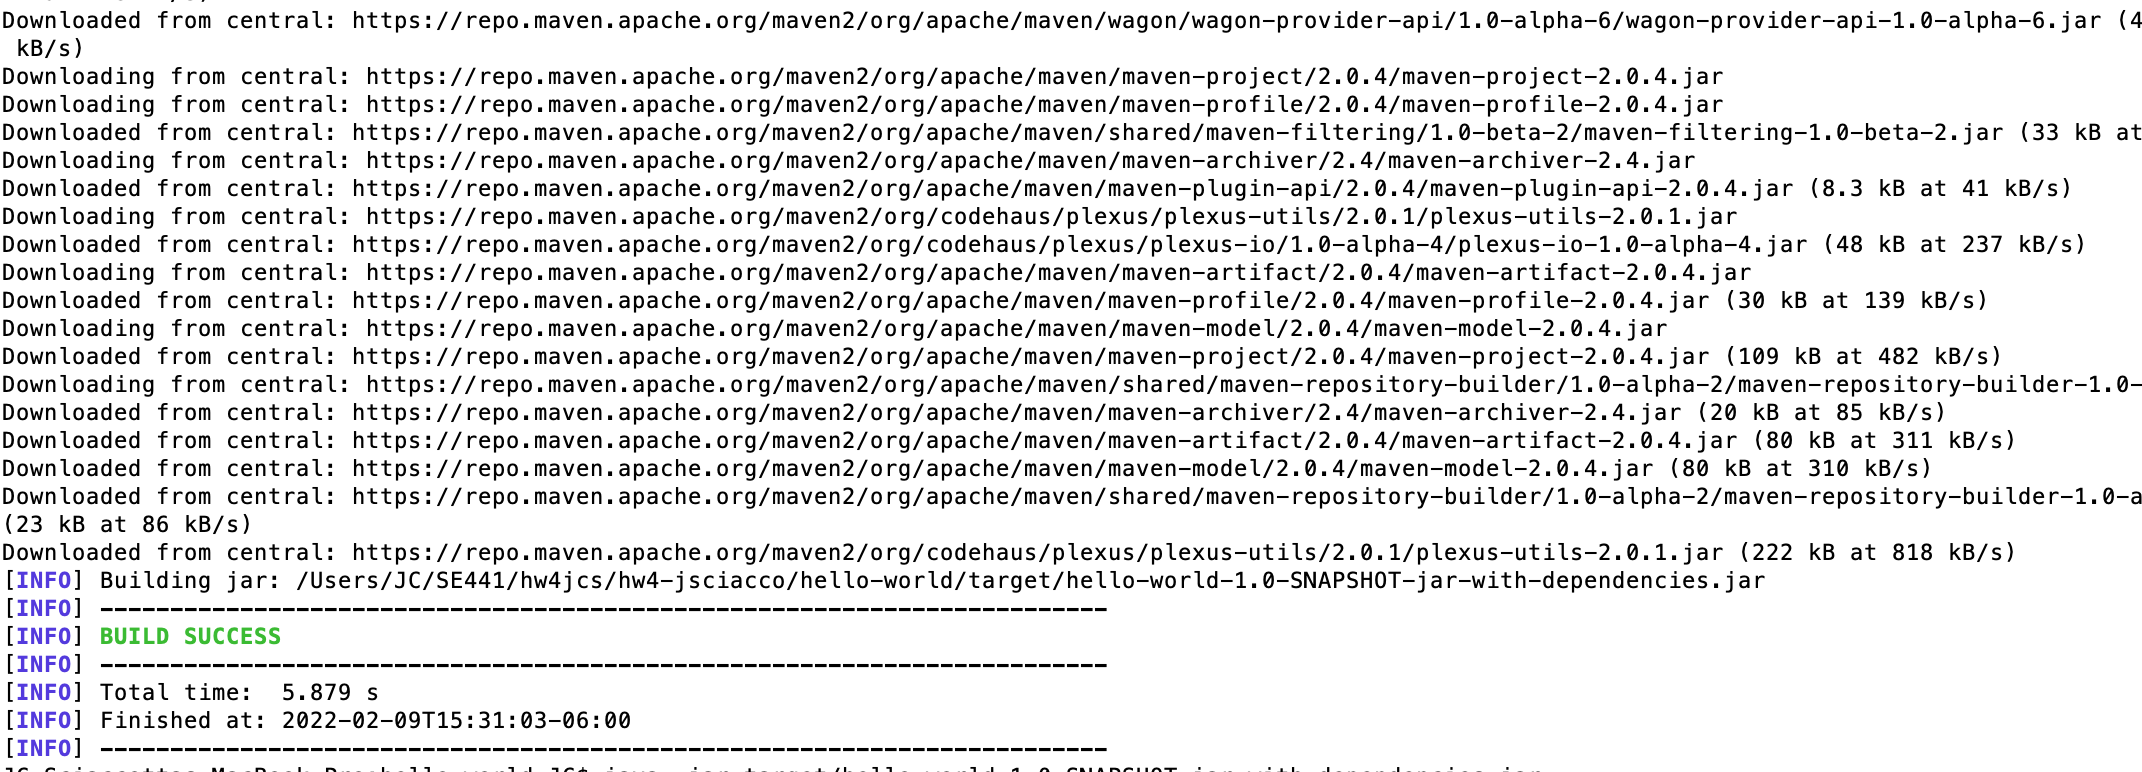 Downloaded from central: https://repo.maven.apache.org/maven2/org/apache/maven/wagon/wagon-provider-api/1.0-alpha-6/wagon-provider-api-1.0-alpha-6.jar (4
kB/s)
Downloading from central: https://repo.maven.apache.org/maven2/org/apache/maven/maven-project/2.0.4/maven-project-2.0.4.jar
Downloading from central: https://repo.maven.apache.org/maven2/org/apache/maven/maven-profile/2.0.4/maven-profile-2.0.4.jar
Downloaded from central: https://repo.maven.apache.org/maven2/org/apache/maven/shared/maven-filtering/1.0-beta-2/maven-filtering-1.0-beta-2.jar (33 kB at
Downloading from central: https://repo.maven.apache.org/maven2/org/apache/maven/maven-archiver/2.4/maven-archiver-2.4.jar
Downloaded from central: https://repo.maven.apache.org/maven2/org/apache/maven/maven-plugin-api/2.0.4/maven-plugin-api-2.0.4.jar (8.3 kB at 41 kB/s)
Downloading from central: https://repo.maven.apache.org/maven2/org/codehaus/plexus/plexus-utils/2.0.1/plexus-utils-2.0.1.jar
Downloaded from central: https://repo.maven.apache.org/maven2/org/codehaus/plexus/plexus-io/1.0-alpha-4/plexus-io-1.0-alpha-4.jar (48 kB at 237 kB/s)
Downloading from central: https://repo.maven.apache.org/maven2/org/apache/maven/maven-artifact/2.0.4/maven-artifact-2.0.4.jar
Downloaded from central: https://repo.maven.apache.org/maven2/org/apache/maven/maven-profile/2.0.4/maven-profile-2.0.4.jar (30 kB at 139 kB/s)
Downloading from central: https://repo.maven.apache.org/maven2/org/apache/maven/maven-model/2.0.4/maven-model-2.0.4.jar
Downloaded from central: https://repo.maven.apache.org/maven2/org/apache/maven/maven-project/2.0.4/maven-project-2.0.4.jar (109 kB at 482 kB/s)
Downloading from central: https://repo.maven.apache.org/maven2/org/apache/maven/shared/maven-repository-builder/1.0-alpha-2/maven-repository-builder-1.0-
Downloaded from central: https://repo.maven.apache.org/maven2/org/apache/maven/maven-archiver/2.4/maven-archiver-2.4.jar (20 kB at 85 kB/s)
Downloaded from central: https://repo.maven.apache.org/maven2/org/apache/maven/maven-artifact/2.0.4/maven-artifact-2.0.4.jar (80 kB at 311 kB/s)
Downloaded from central: https://repo.maven.apache.org/maven2/org/apache/maven/maven-model/2.0.4/maven-model-2.0.4.jar (80 kB at 310 kB/s)
Downloaded from central: https://repo.maven.apache.org/maven2/org/apache/maven/shared/maven-repository-builder/1.0-alpha-2/maven-repository-builder-1.0-a
(23 kB at 86 kB/s)
Downloaded from central: https://repo.maven.apache.org/maven2/org/codehaus/plexus/plexus-utils/2.0.1/plexus-utils-2.0.1.jar (222 kB at 818 kB/s)
[INFO] Building jar: /Users/JC/SE441/hw4jcs/hw4-jsciacco/hello-world/target/hello-world-1.0-SNAPSHOT-jar-with-dependencies.jar
[INFO] ------------------------------------------------------------------------
[INFO] BUILD SUCCESS
[INFO] ------------------------------------------------------------------------
[INFO] Total time:  5.879 s
[INFO] Finished at: 2022-02-09T15:31:03-06:00
[INFO] ------------------------------------------------------------------------